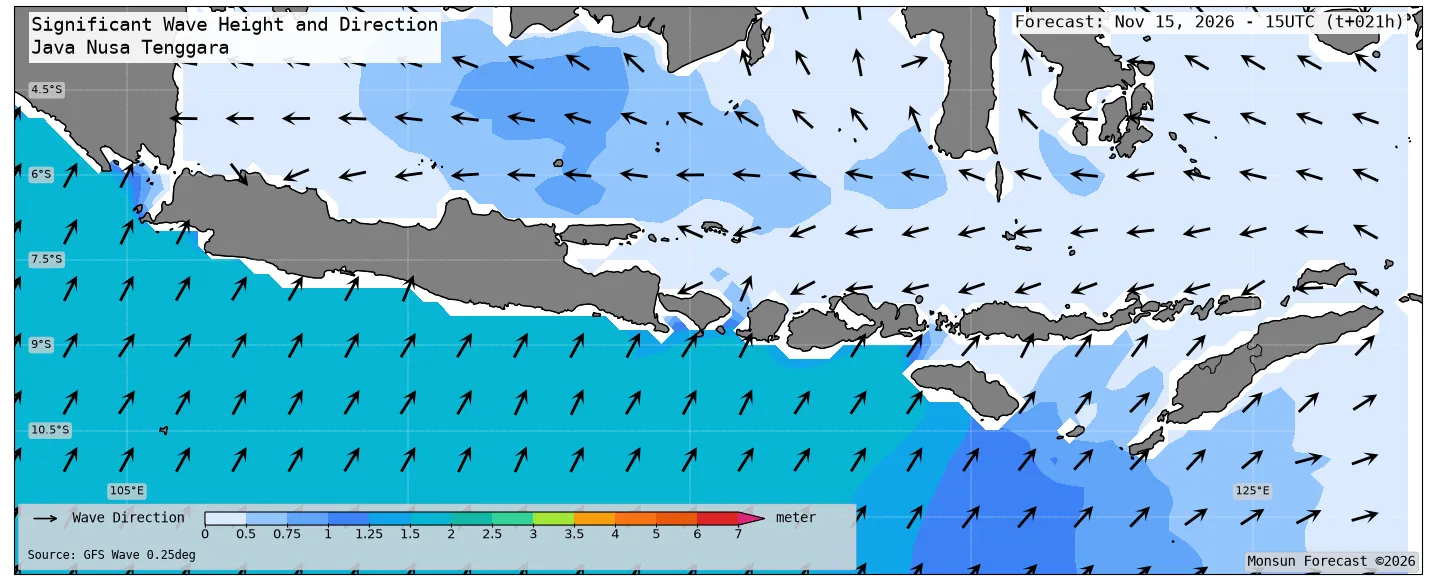 Significant Wave Height and Direction
Java Nusa Tenggara
Forecast: Nov 15, 2026 - 15UTC (t+021h)
4.5°S
6°S
7.5°S
9°S
10.5°S
105°E
125°E
Wave Direction
0 0.5 0.75 1 1.25 1.5 2 2.5 3 3.5 4 5 6 7
meter
Source: GFS Wave 0.25deg
Monsun Forecast ©2026